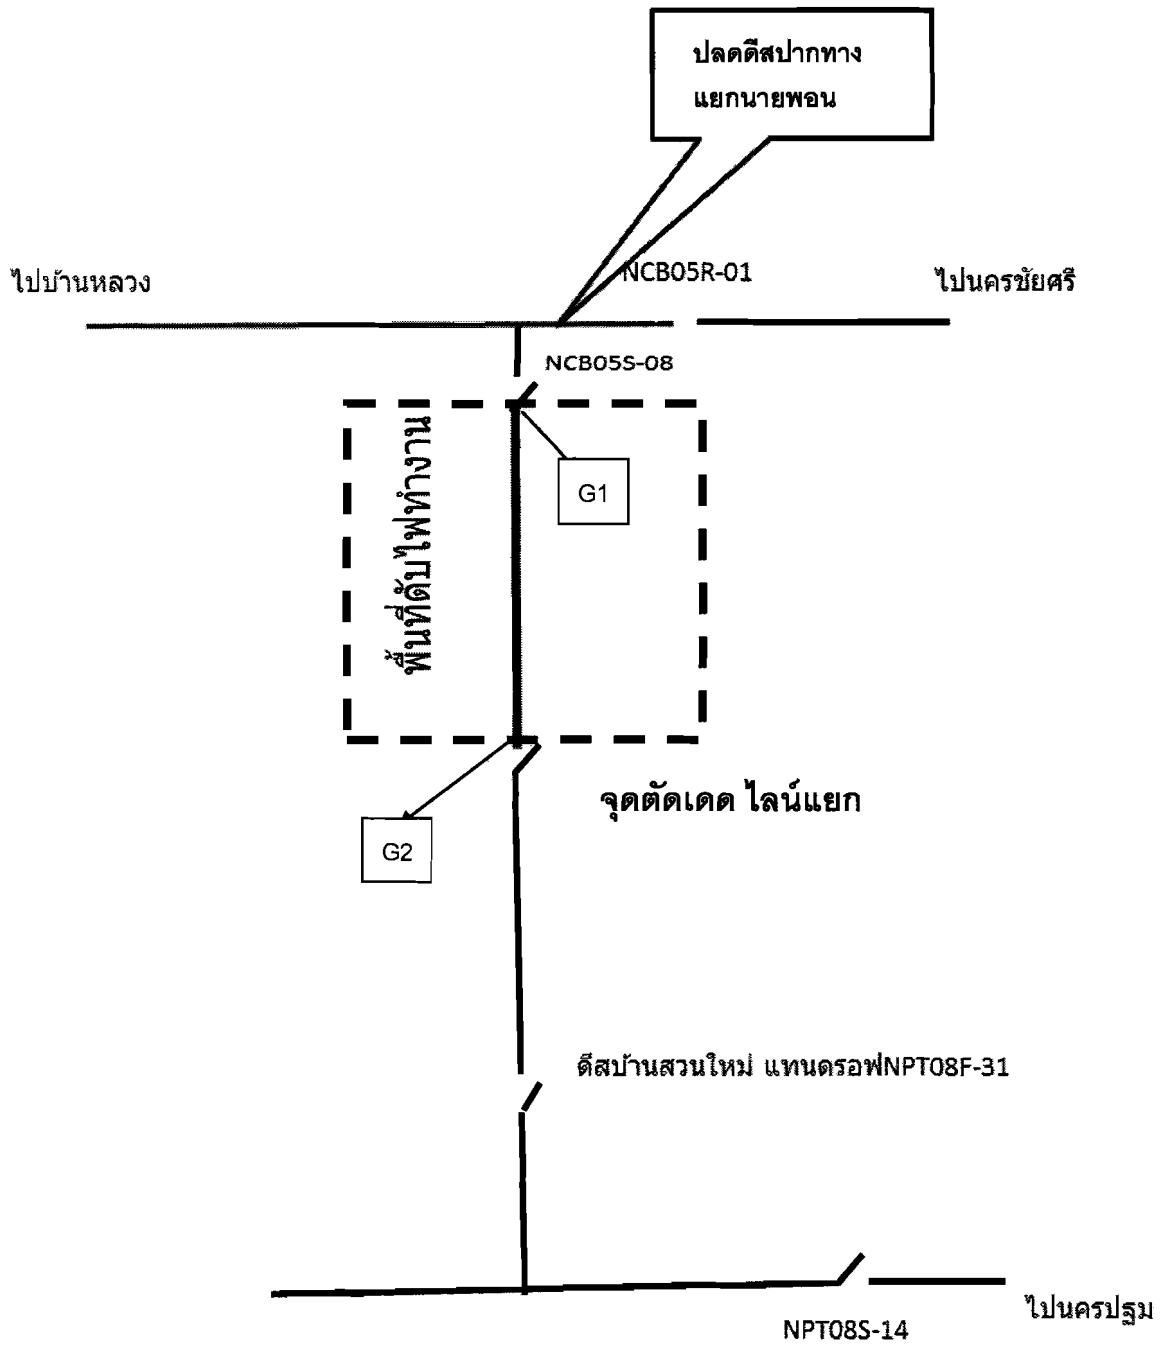 ปลดดีสปากทาง
แยกนายพอน
ไปบ้านหลวง
NCB05R-01
ไปนครชัยศรี
NCB05S-08
พื้นที่ดับไฟทำงาน
G1
จุดตัดเดด ไลน์แยก
G2
ดีสบ้านสวนใหม่ แทนดรอฟNPT08F-31
ไปนครปฐม
NPT08S-14